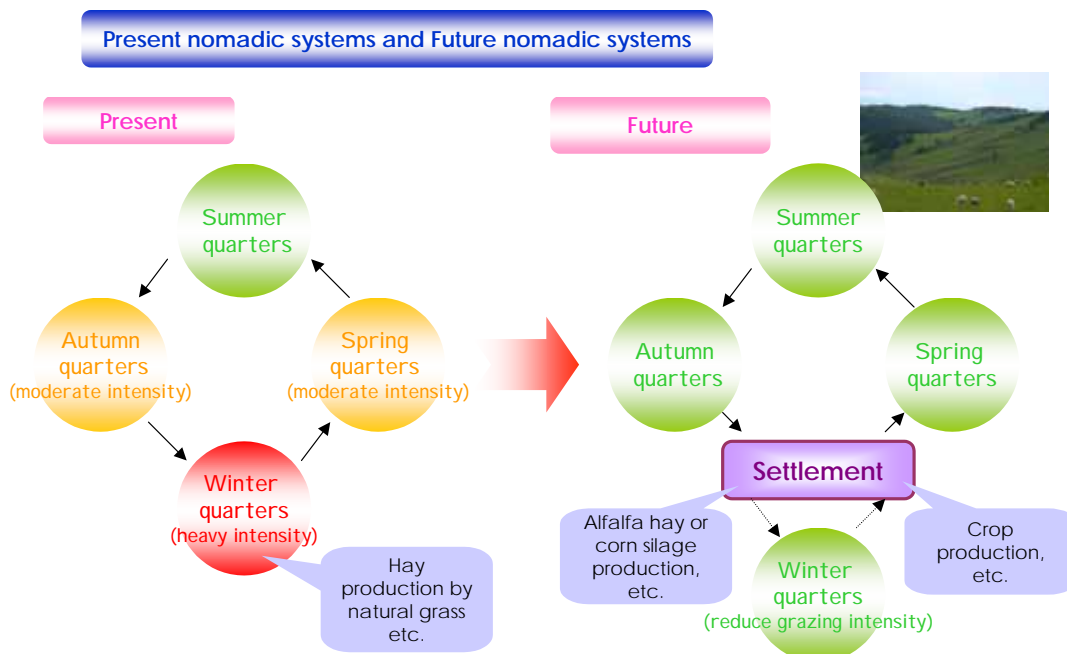 Present nomadic systems and Future nomadic systems
Present
Summer
quarters
Autumn
quarters
(moderate intensity)
Spring
quarters
(moderate intensity)
Winter
quarters
(heavy intensity)
Hay
production by
natural grass
etc.
Future
Summer
quarters
Autumn
quarters
Spring
quarters
Settlement
Alfalfa hay or
corn silage
production,
etc.
Crop
production,
etc.
Winter
quarters
(reduce grazing intensity)